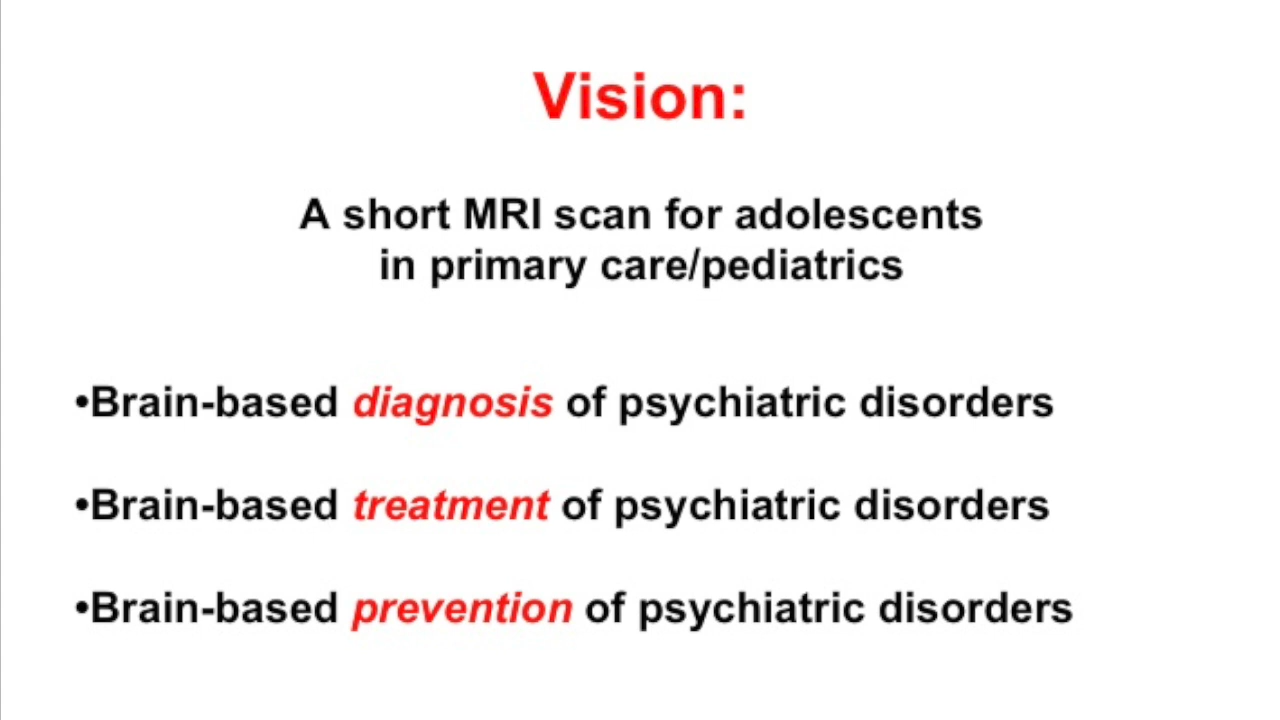 Vision:
A short MRI scan for adolescents
in primary care/pediatrics
•Brain-based diagnosis of psychiatric disorders
•Brain-based treatment of psychiatric disorders
•Brain-based prevention of psychiatric disorders